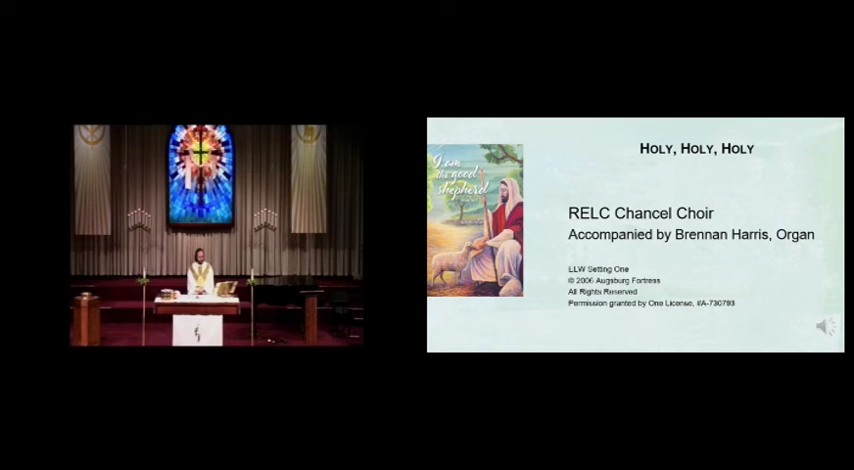 I am
the good
shepherd
HOLY, HOLY, HOLY
RELC Chancel Choir
Accompanied by Brennan Harris, Organ
ELW Setting One
© 2006 Augsburg Fortress
All Rights Reserved
Permission granted by One License, #A-730793